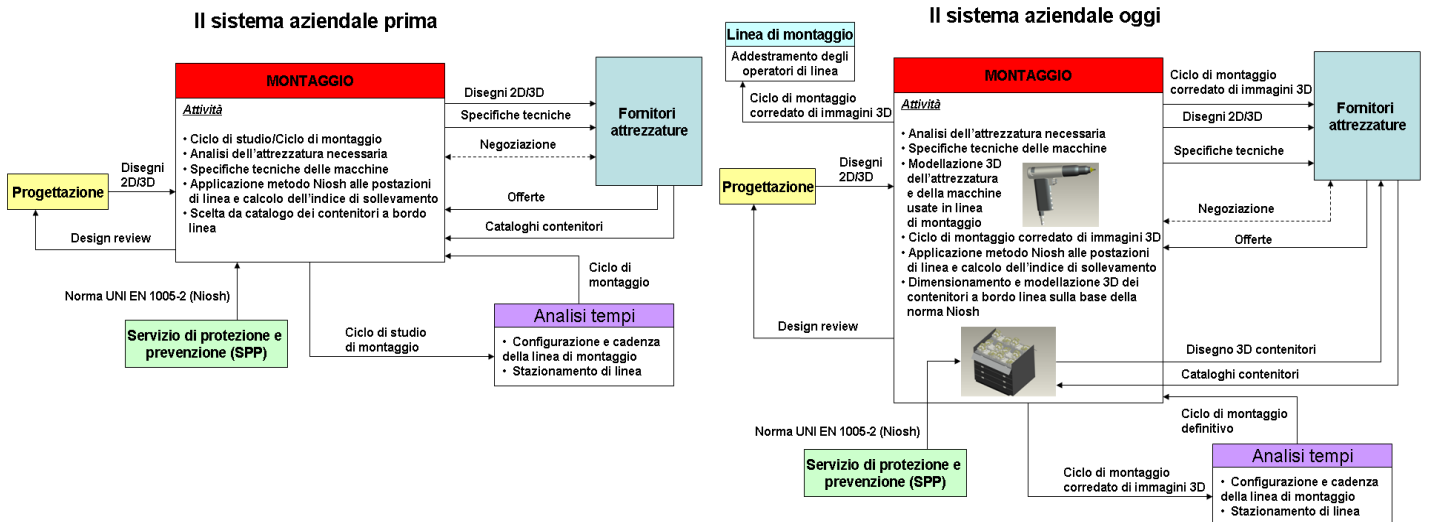 Il sistema aziendale prima
MONTAGGIO
Attività
• Ciclo di studio/Ciclo di montaggio
• Analisi dell'attrezzatura necessaria
• Specifiche tecniche delle macchine
• Applicazione metodo Niosh alle postazioni
di linea e calcolo dell'indice di sollevamento
• Scelta da catalogo dei contenitori a bordo
linea
Progettazione
Disegni
2D/3D
Design review
Disegni 2D/3D
Specifiche tecniche
Negoziazione
Offerte
Cataloghi contenitori
Fornitori
attrezzature
Norma UNI EN 1005-2 (Niosh)
Servizio di protezione e
prevenzione (SPP)
Ciclo di studio
di montaggio
Ciclo di
montaggio
Analisi tempi
• Configurazione e cadenza
della linea di montaggio
• Stazionamento di linea
Il sistema aziendale oggi
Linea di montaggio
Addestramento degli
operatori di linea
Ciclo di montaggio
corredato di immagini 3D
MONTAGGIO
Attività
• Analisi dell'attrezzatura necessaria
• Specifiche tecniche delle macchine
• Modellazione 3D
dell'attrezzatura
e della macchine
usate in linea
di montaggio
• Ciclo di montaggio corredato di immagini 3D
• Applicazione metodo Niosh alle postazioni
di linea e calcolo dell'indice di sollevamento
• Dimensionamento e modellazione 3D dei
contenitori a bordo linea sulla base della
norma Niosh
Progettazione
Disegni
2D/3D
Design review
Ciclo di montaggio
corredato di immagini 3D
Disegni 2D/3D
Specifiche tecniche
Negoziazione
Offerte
Fornitori
attrezzature
Disegno 3D contenitori
Cataloghi contenitori
Norma UNI EN 1005-2 (Niosh)
Servizio di protezione e
prevenzione (SPP)
Ciclo di montaggio
corredato di immagini 3D
Ciclo di montaggio
definitivo
Analisi tempi
• Configurazione e cadenza
della linea di montaggio
• Stazionamento di linea